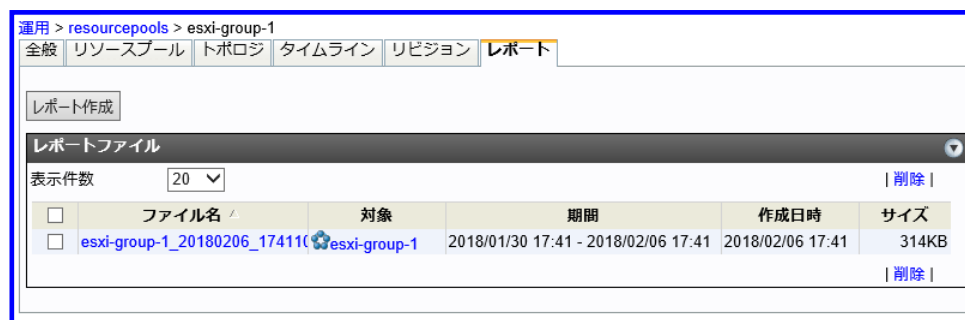 運用 > resourcepools > esxi-group-1
全般 リソースプール トポロジ タイムライン リビジョン レポート
レポート作成
レポートファイル
表示件数 20 | 削除 |
ファイル名 対象 期間 作成日時 サイズ
esxi-group-1_20180206_174110 esxi-group-1 2018/01/30 17:41 - 2018/02/06 17:41 2018/02/06 17:41 314KB
| 削除 |